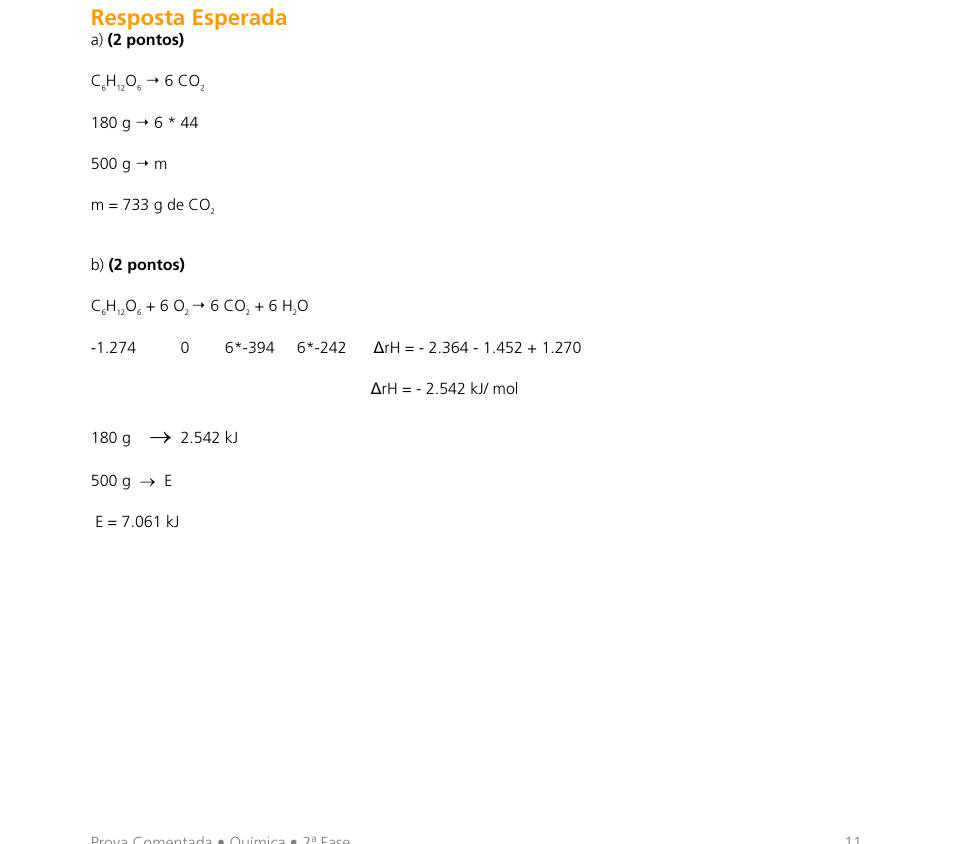 Resposta Esperada
a) (2 pontos)
C₆H₁₂O₆ → 6 CO₂
180 g → 6 * 44
500 g → m
m = 733 g de CO₂
b) (2 pontos)
C₆H₁₂O₆ + 6 O₂ → 6 CO₂ + 6 H₂O
-1.274 0 6*-394 6*-242 ΔrH = - 2.364 - 1.452 + 1.270
ΔrH = - 2.542 kJ/ mol
180 g → 2.542 kJ
500 g → E
E = 7.061 kJ
Prova Comentada • Química • 2ª Fase 11